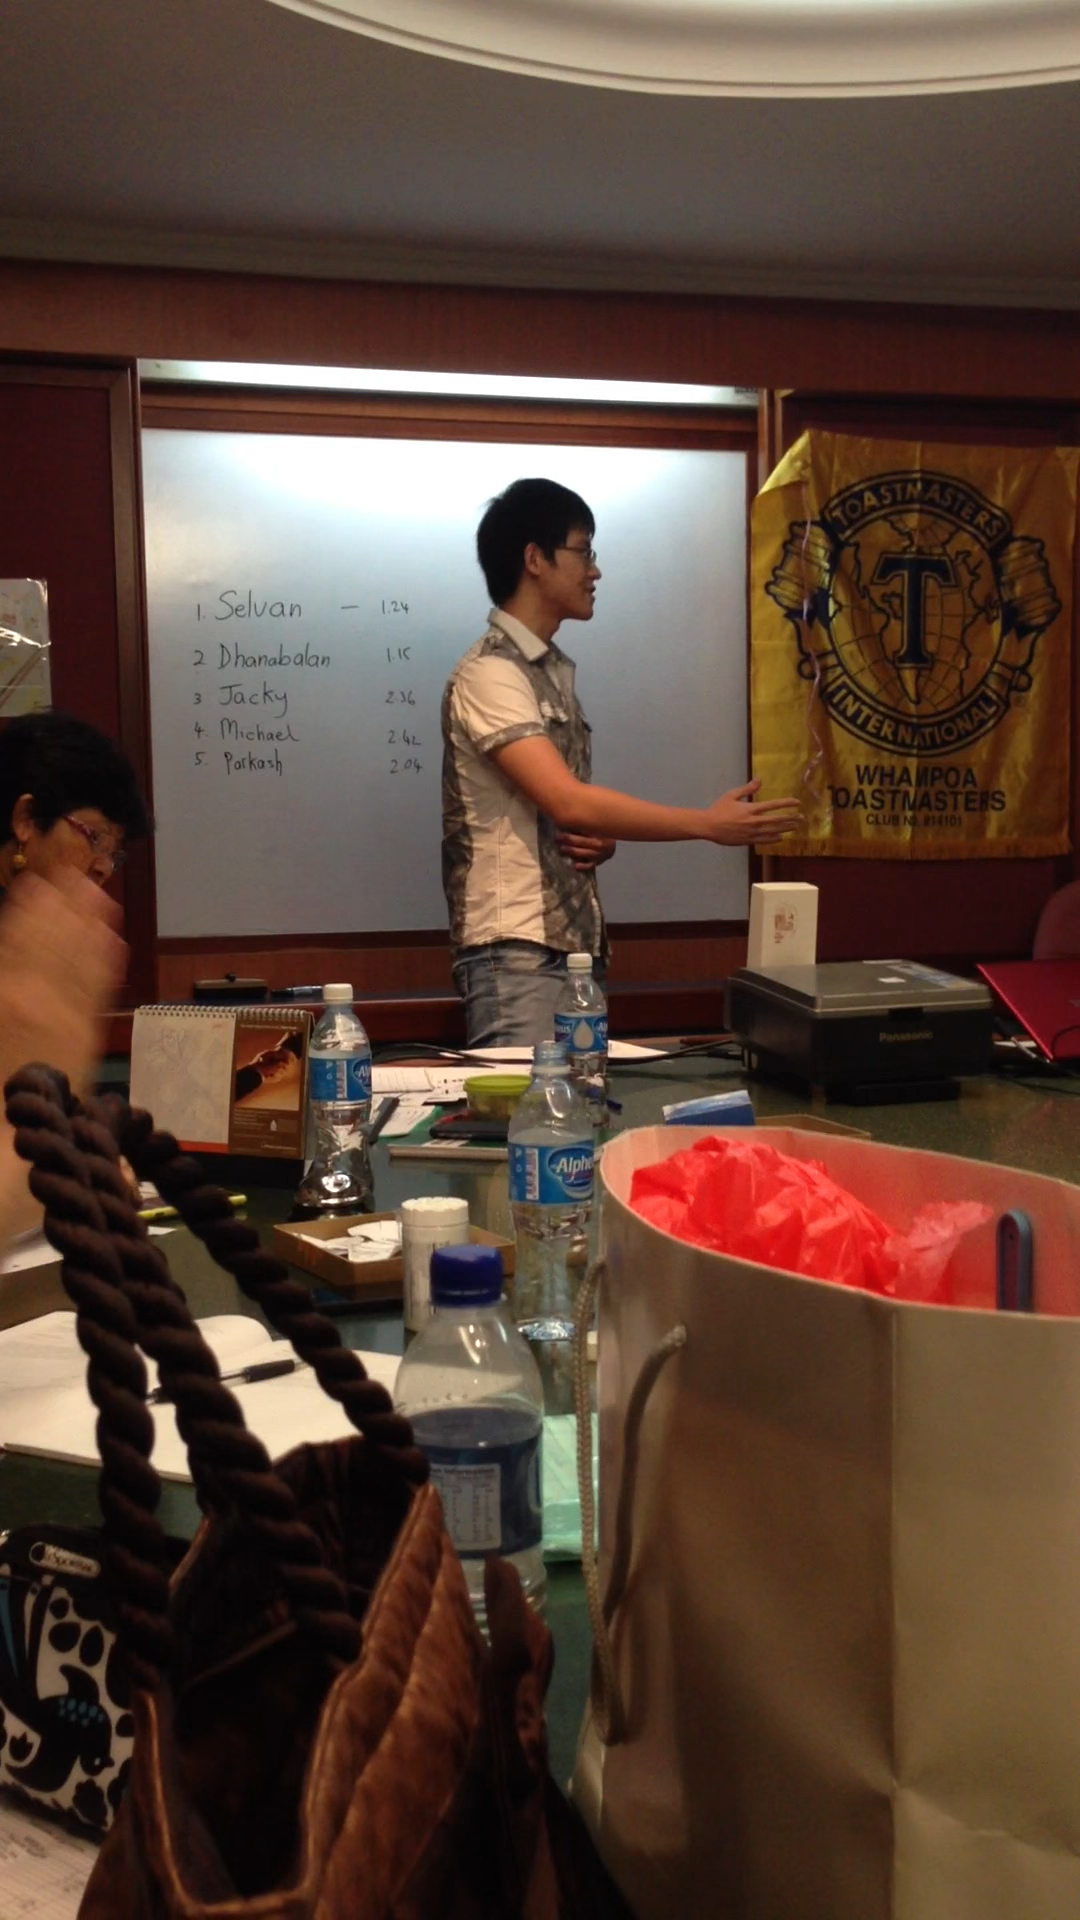 1. Selvan — 1.24
2 Dhanabalan 1.15
3 Jacky 2.36
4. Michael 2.42
5. Parkash 2.04
TOASTMASTERS
T
INTERNATIONAL
WHAMPOA
TOASTMASTERS
Panasonic
LeSportsac